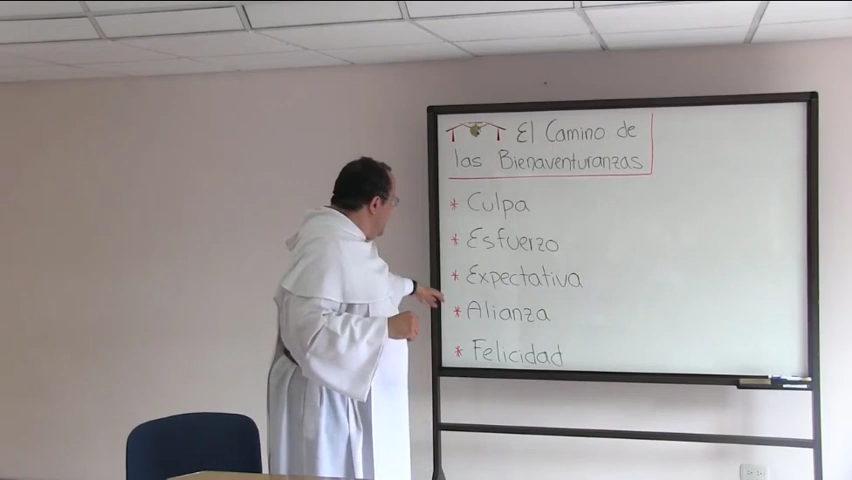 El Camino de
las Bienaventuranzas
* Culpa
* Esfuerzo
* Expectativa
* Alianza
* Felicidad